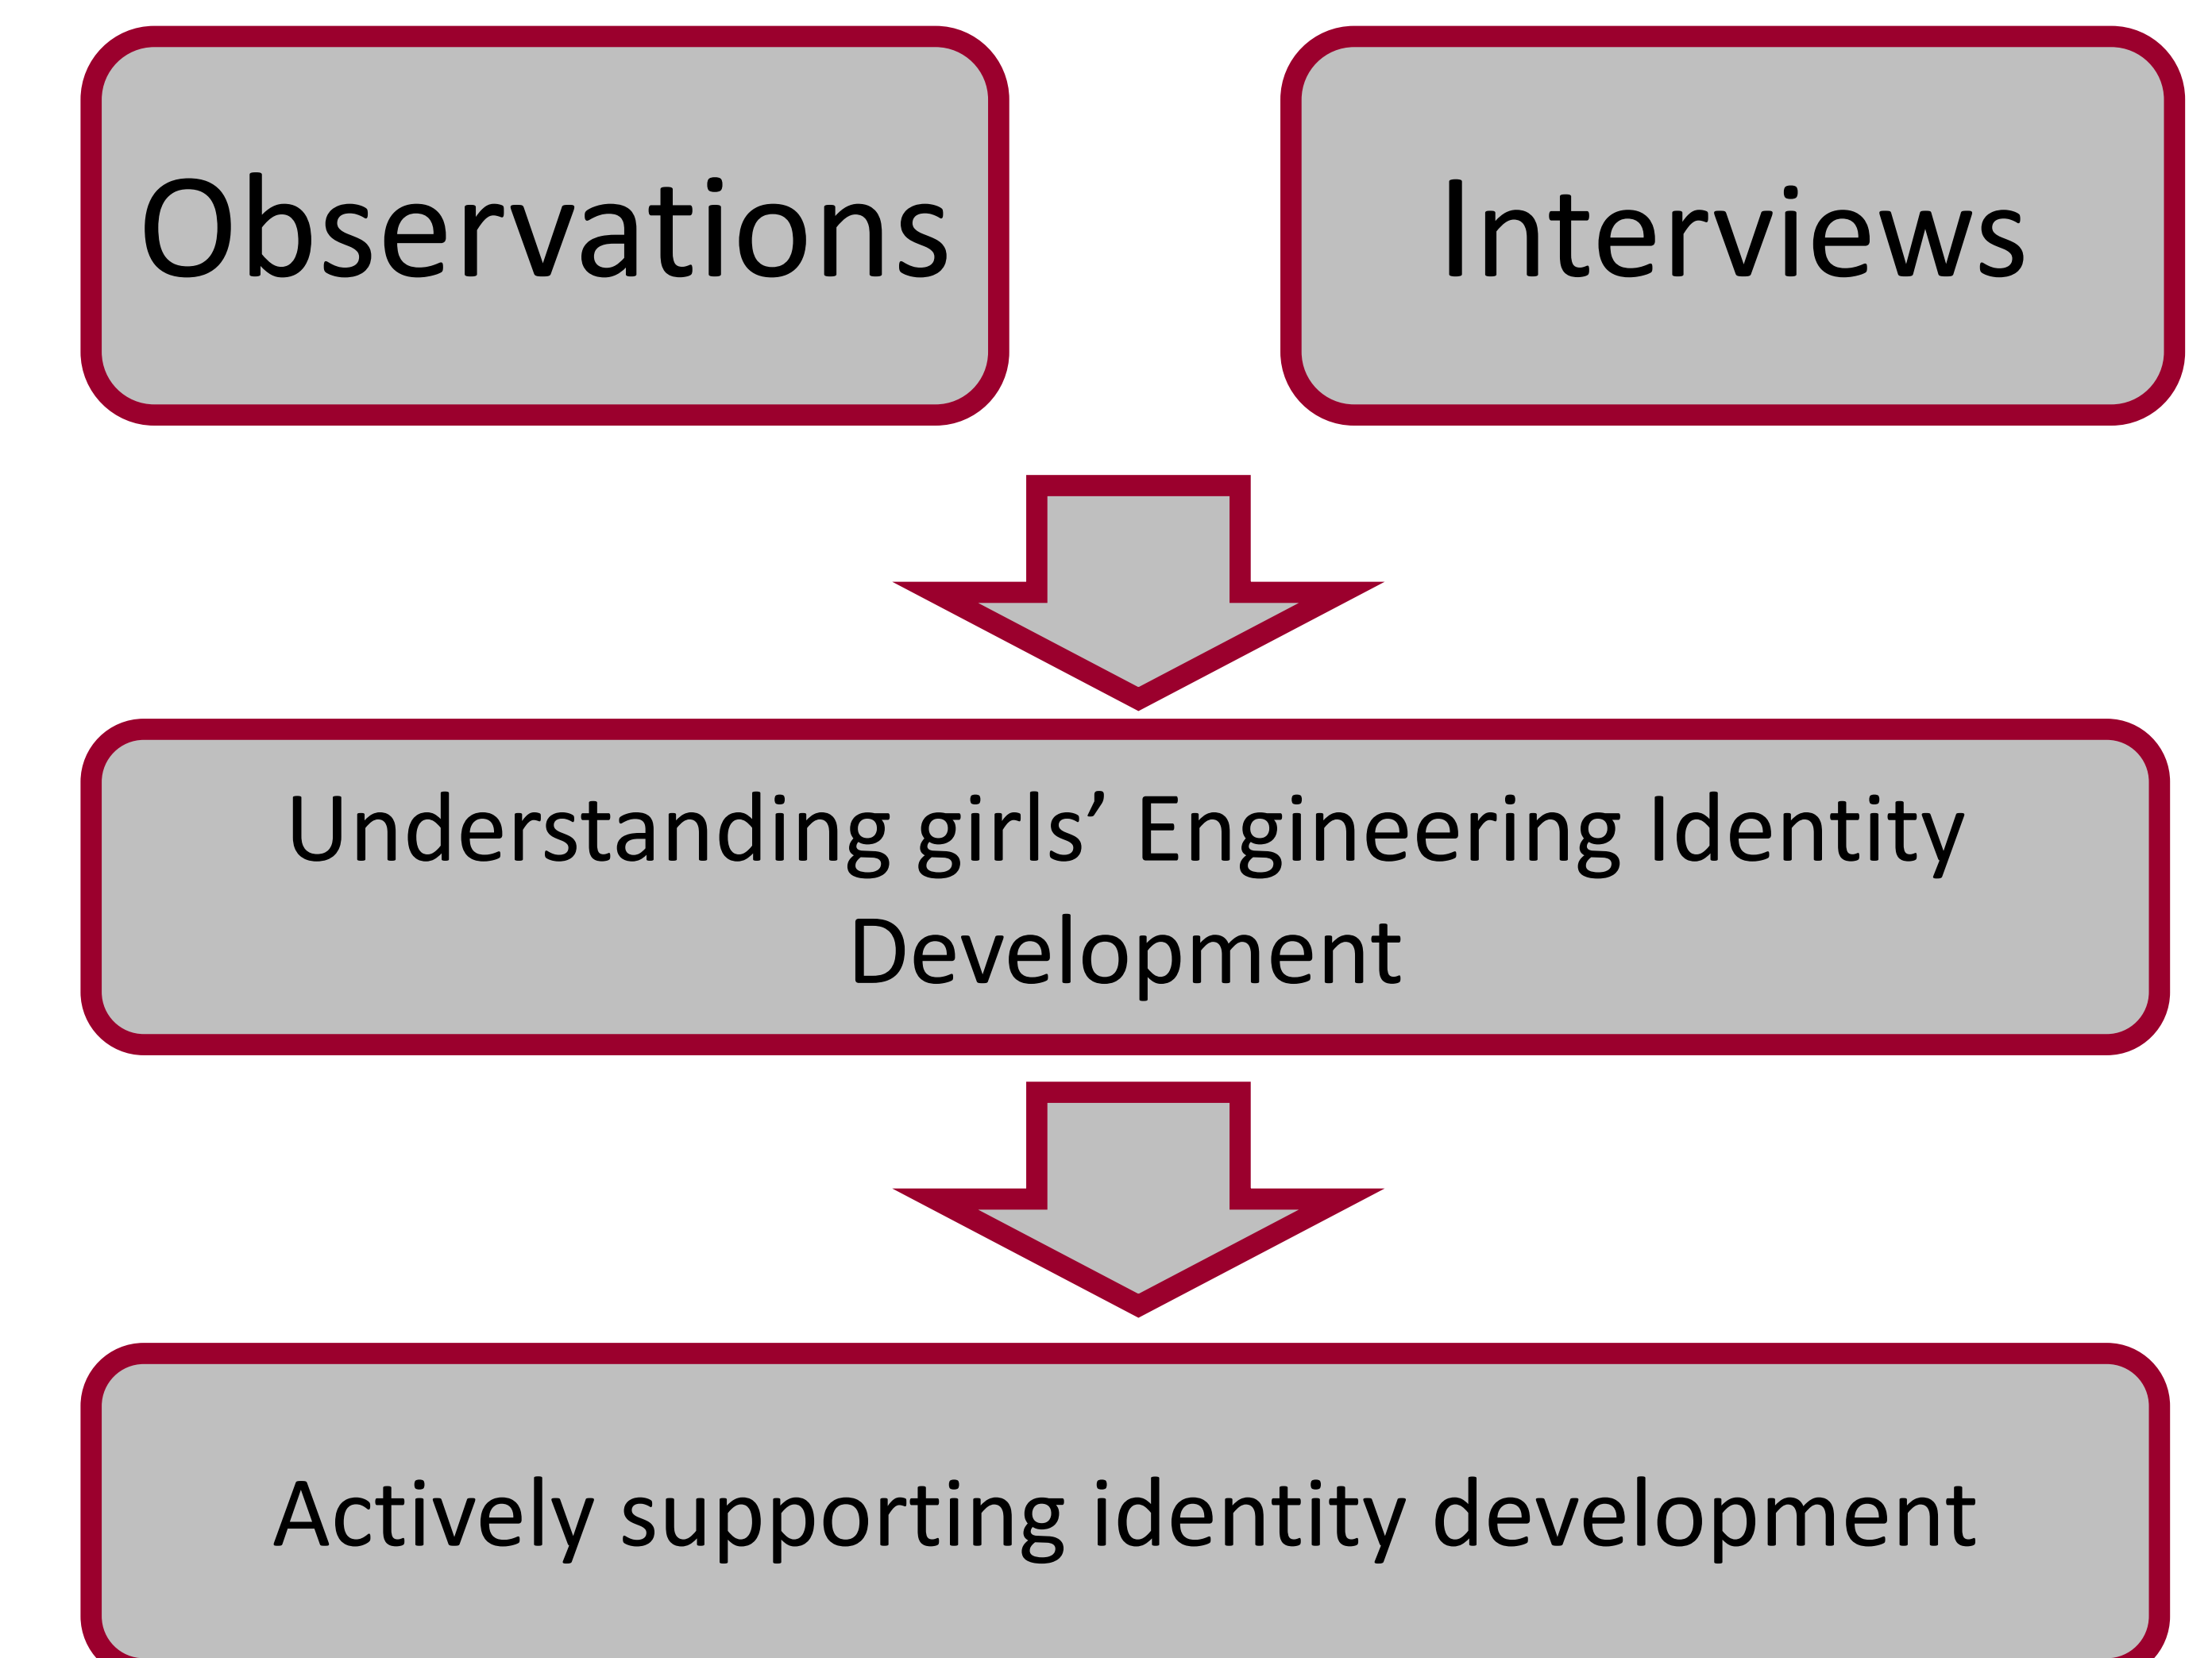 Observations
Interviews
Understanding girls’ Engineering Identity
Development
Actively supporting identity development